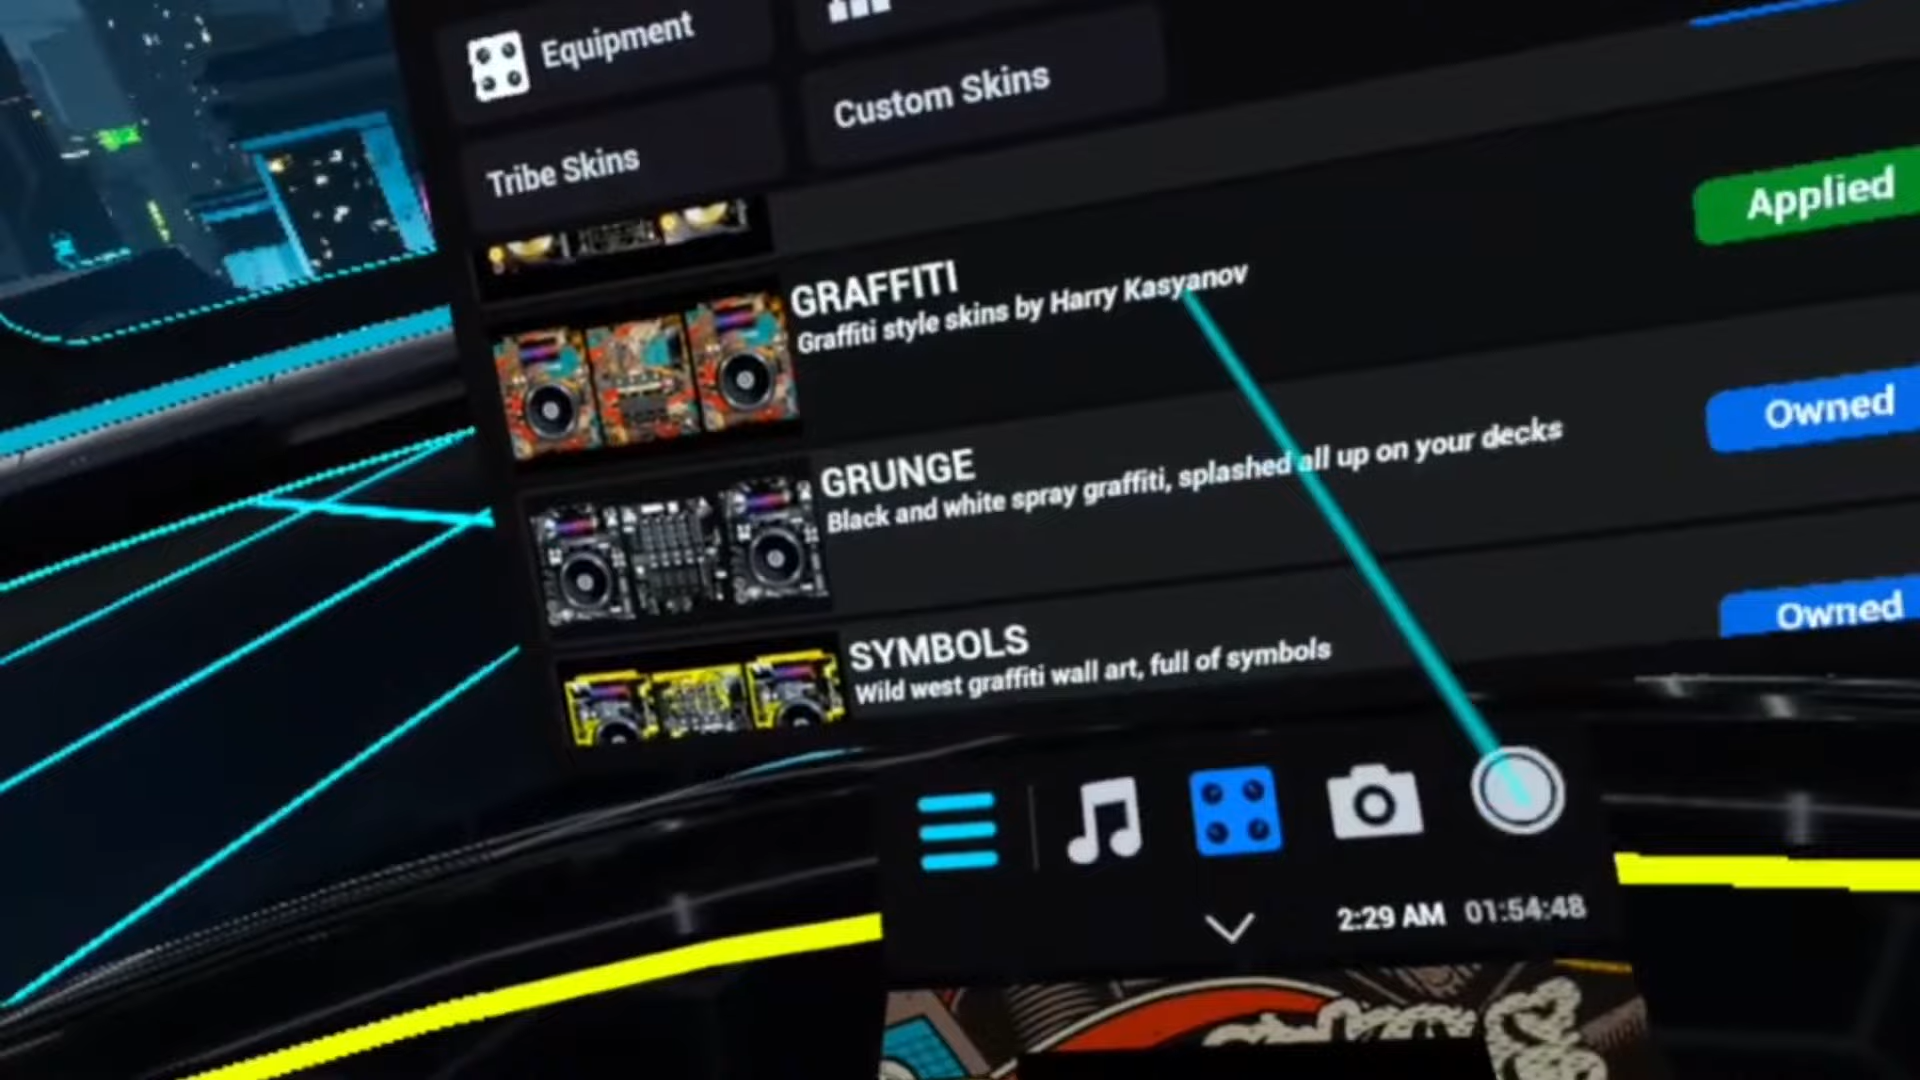 Equipment
Custom Skins
Tribe Skins
Applied
GRAFFITI
Graffiti style skins by Harry Kasyanov
Owned
GRUNGE
Black and white spray graffiti, splashed all up on your decks
Owned
SYMBOLS
Wild west graffiti wall art, full of symbols
2:29 AM 01:54:48